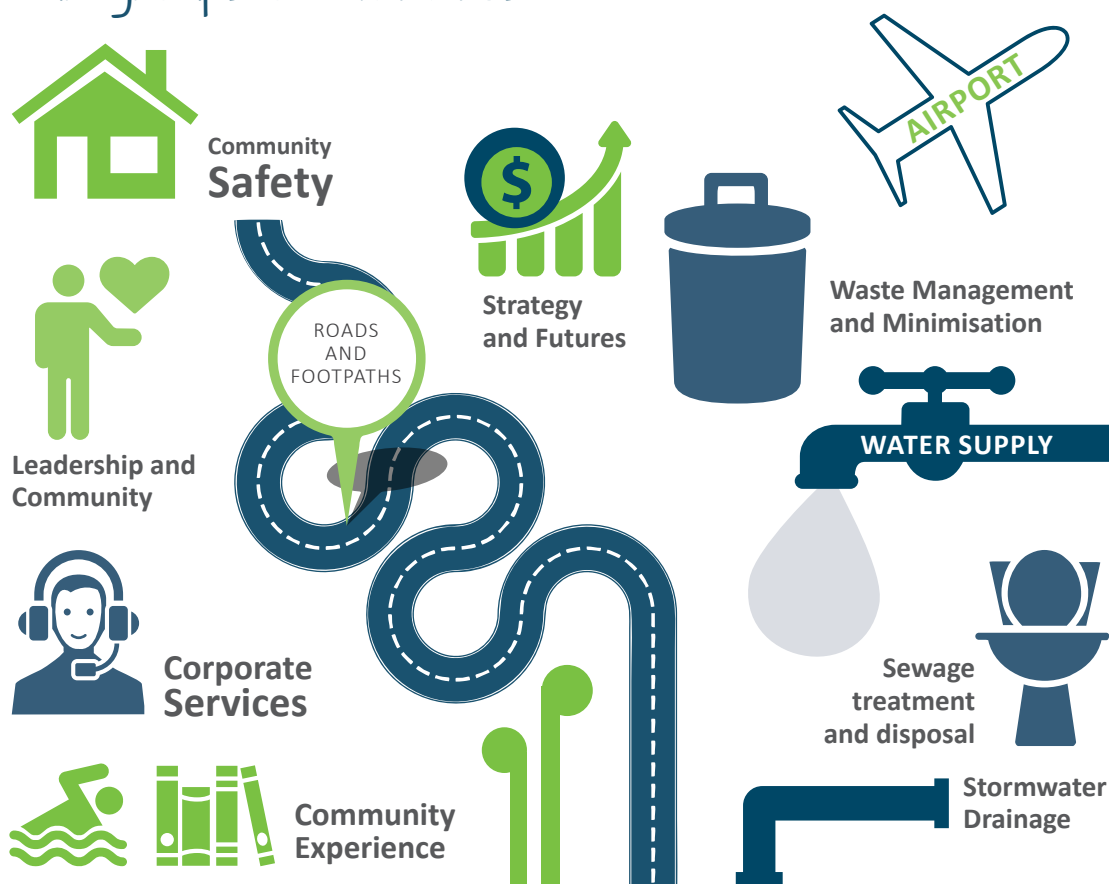 Community
Safety
$
AIRPORT
Strategy
and Futures
Waste Management
and Minimisation
ROADS
AND
FOOTPATHS
Leadership and
Community
WATER SUPPLY
Corporate
Services
Sewage
treatment
and disposal
Community
Experience
Stormwater
Drainage